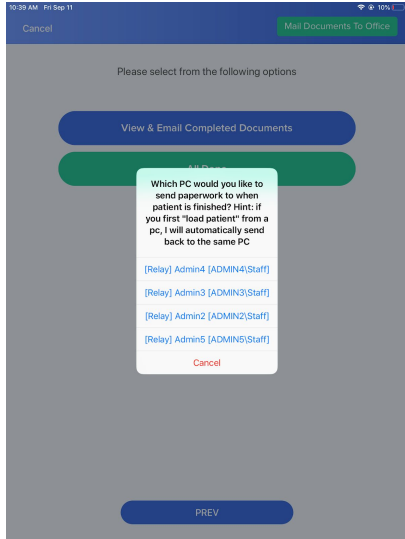 10:39 AM Fri Sep 11
10%
Cancel
Mail Documents To Office
Please select from the following options
View & Email Completed Documents
All Done
Which PC would you like to
send paperwork to when
patient is finished? Hint: if
you first "load patient" from a
pc, I will automatically send
back to the same PC
[Relay] Admin4 [ADMIN4\Staff]
[Relay] Admin3 [ADMIN3\Staff]
[Relay] Admin2 [ADMIN2\Staff]
[Relay] Admin5 [ADMIN5\Staff]
Cancel
PREV